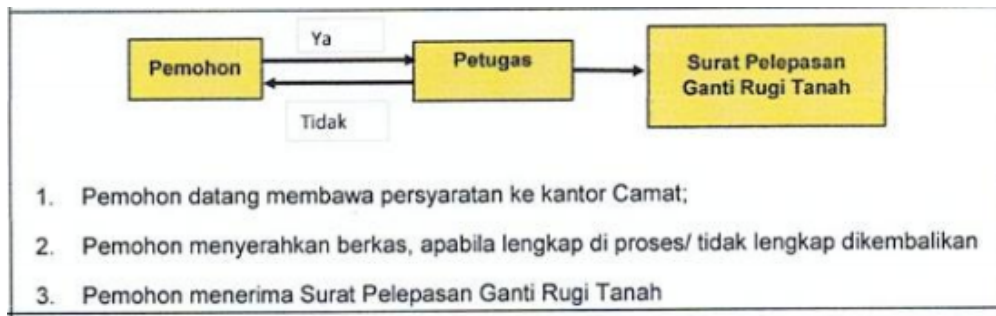 Ya
Pemohon
Petugas
Surat Pelepasan
Ganti Rugi Tanah
Tidak
1. Pemohon datang membawa persyaratan ke kantor Camat;
2. Pemohon menyerahkan berkas, apabila lengkap di proses/ tidak lengkap dikembalikan
3. Pemohon menerima Surat Pelepasan Ganti Rugi Tanah